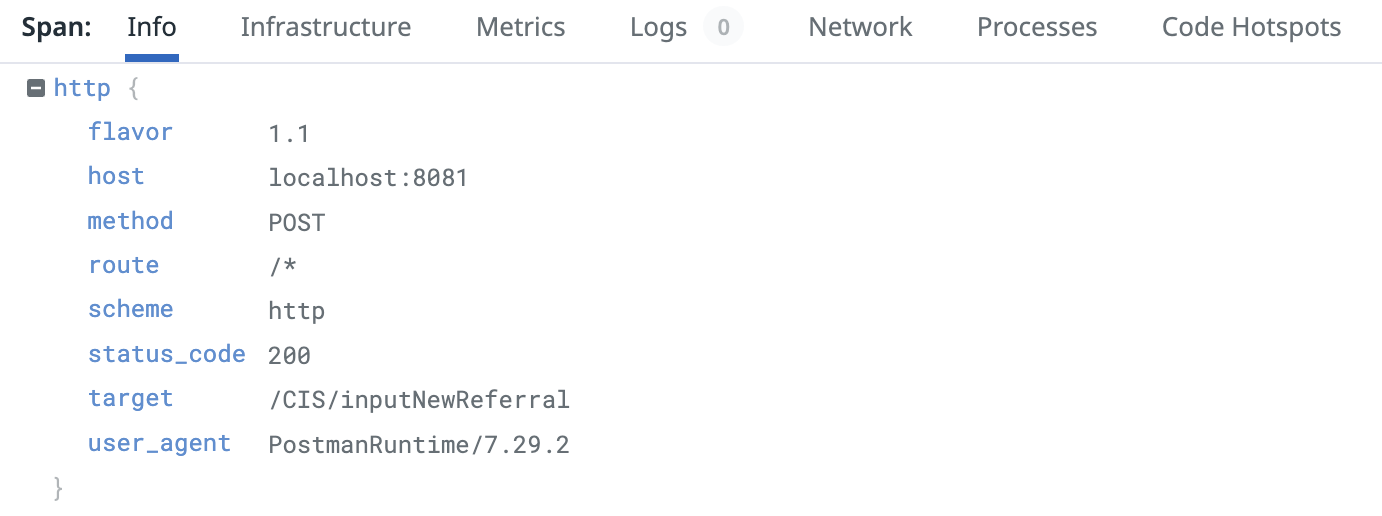 Span: Info Infrastructure Metrics Logs 0 Network Processes Code Hotspots
http {
flavor 1.1
host localhost:8081
method POST
route /*
scheme http
status_code 200
target /CIS/inputNewReferral
user_agent PostmanRuntime/7.29.2
}